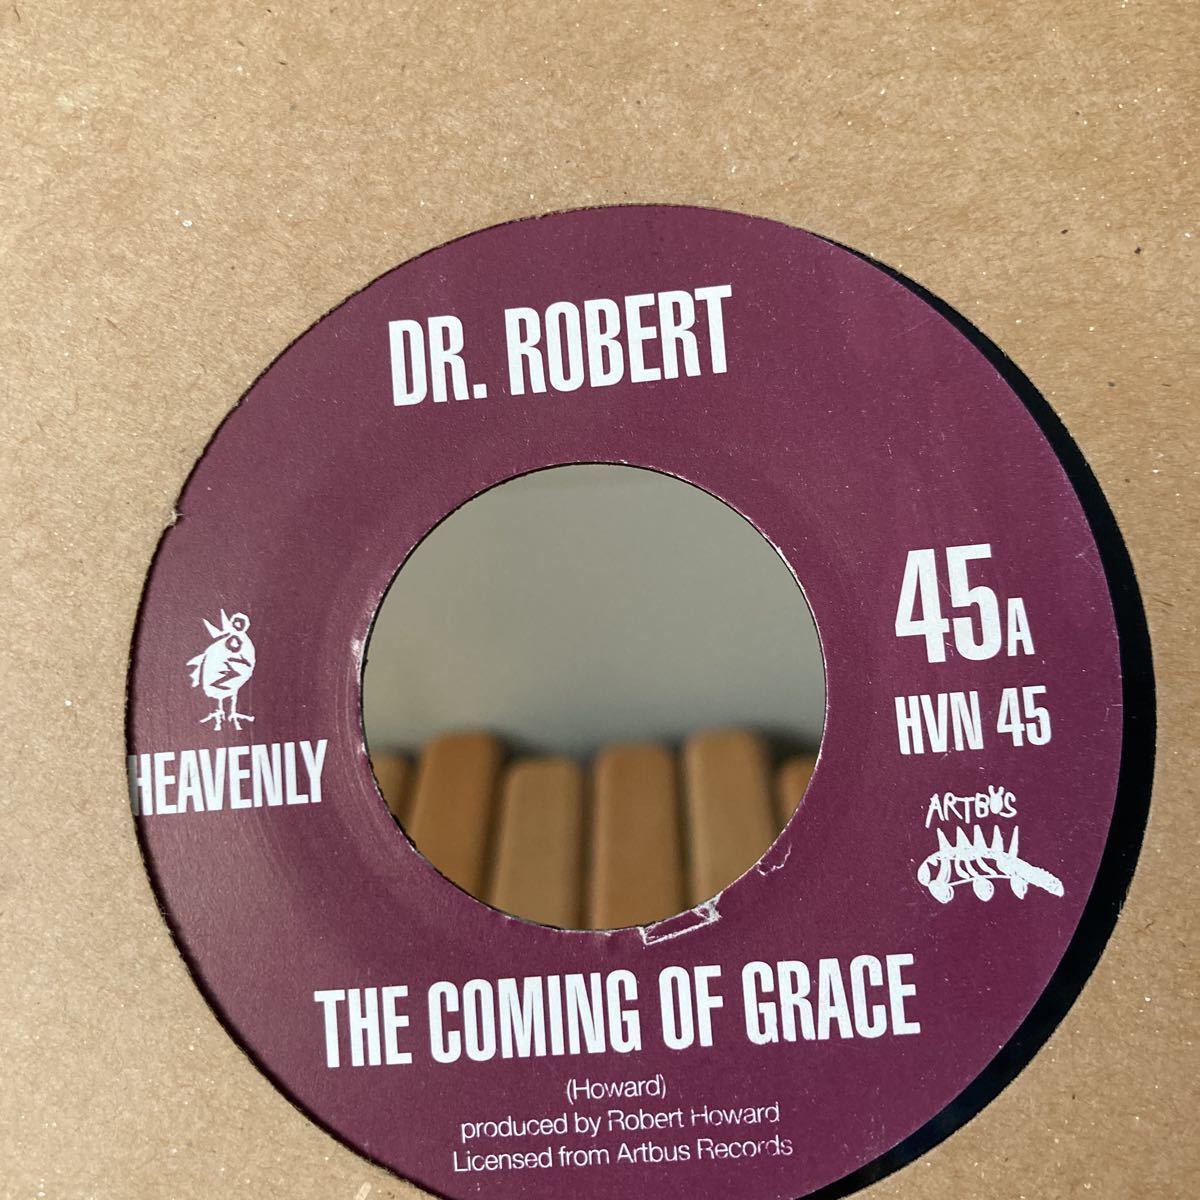 DR. ROBERT
45A
HVN 45
ARTBUS
HEAVENLY
THE COMING OF GRACE
(Howard)
produced by Robert Howard
Licensed from Artbus Records